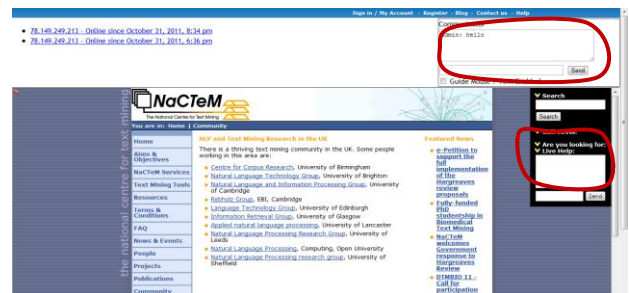 Sign in / My Account - Register - Blog - Contact us - Help
78.149.249.213 - Online since October 31, 2011, 8:34 pm
78.149.249.213 - Online since October 31, 2011, 6:36 pm
admin: hello
Send
Guide Mouse
the national centre for text mining
NaCTeM
The National Centre for Text Mining
You are in: Home | Community
Home
Aims & Objectives
NaCTeM Services
Text Mining Tools
Resources
Terms & Conditions
FAQ
News & Events
People
Projects
Publications
Community
NLP and Text Mining Research in the UK
There is a thriving text mining community in the UK. Some people
working in this area are:
Centre for Corpus Research, University of Birmingham
Natural Language Technology Group, University of Brighton
Natural Language and Information Processing Group, University
of Cambridge
Rebholz Group, EBI, Cambridge
Language Technology Group, University of Edinburgh
Information Retrieval Group, University of Glasgow
Applied natural language processing, University of Lancaster
Natural Language Processing Research Group, University of
Leeds
Natural Language Processing, Computing, Open University
Natural Language Processing research group, University of
Sheffield
Featured News
e-Petition to
support the
full
implementation
of the
Hargreaves
review
proposals
Fully-funded
PhD
studentship in
Biomedical
Text Mining
NaCTeM
welcomes
Government
response to
Hargreaves
Review
DTMBIO 11 -
Call for
participation
Search
Search
Are you looking for:
Live Help:
Send